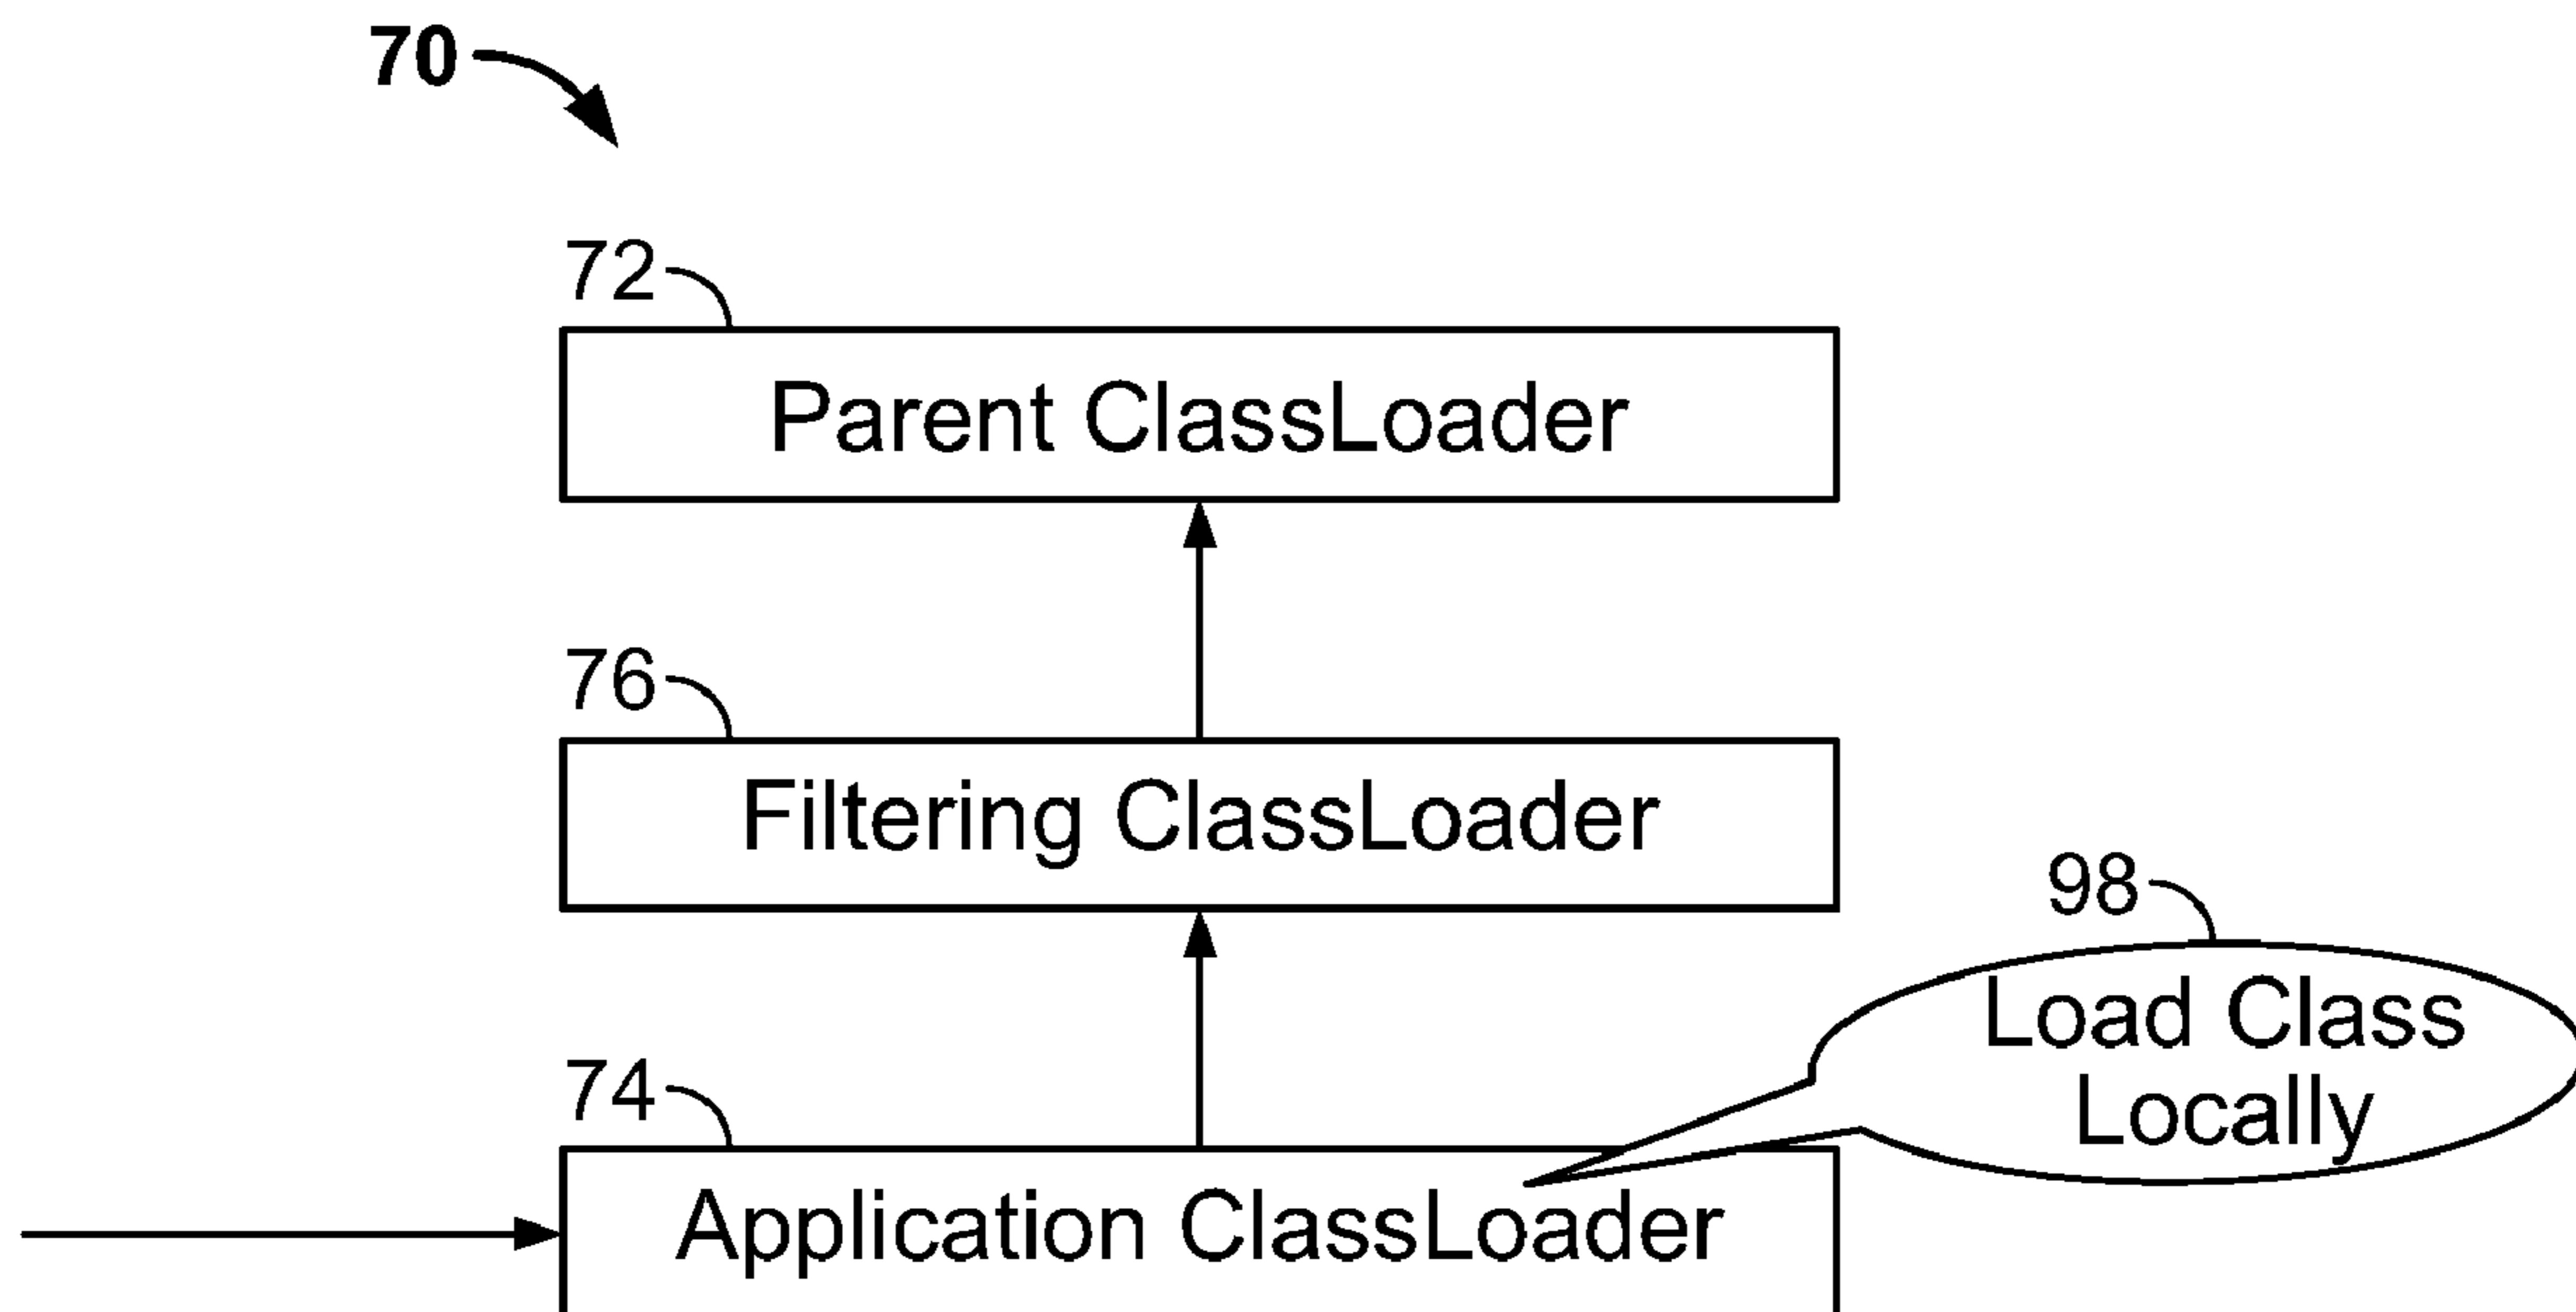 70
72
Parent ClassLoader
76
Filtering ClassLoader
98
Load Class
Locally
74
Application ClassLoader